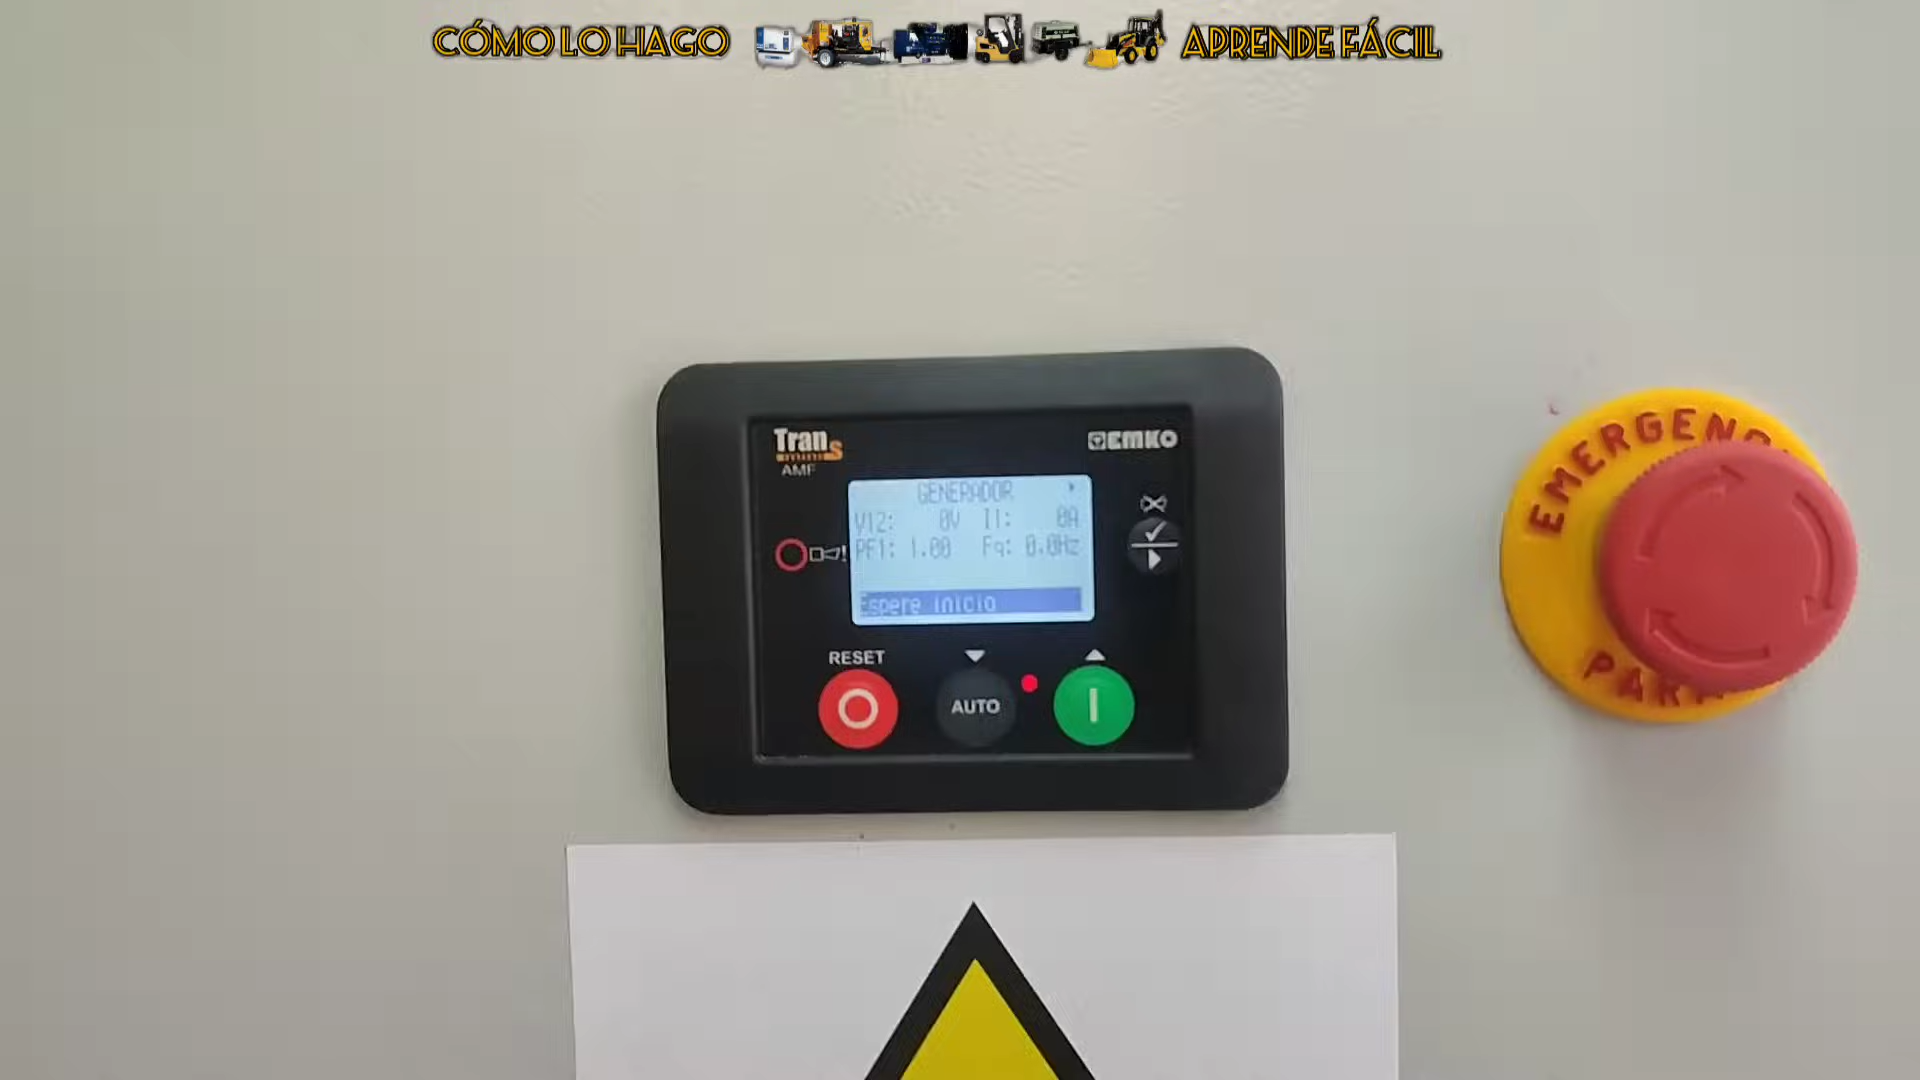 CÓMO LO HAGO APRENDE FÁCIL
Trans
AMF
EMKO
GENERADOR
V12: 0V I1: 0A
PF1: 1.00 Fq: 0.0Hz
Espere inicio
RESET
AUTO
EMERGENC
PAR